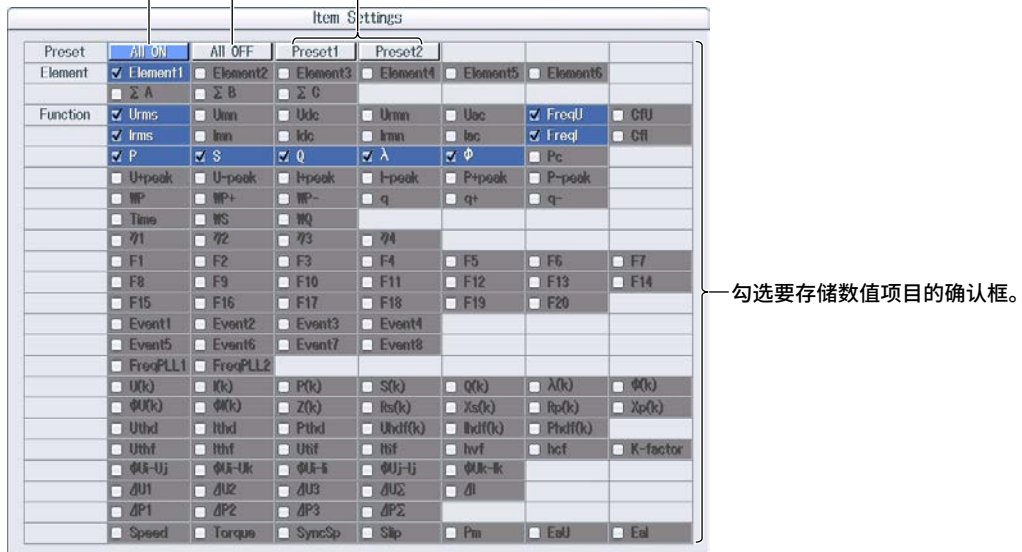 Item Settings
Preset All ON All OFF Preset1 Preset2
Element Element1 Element2 Element3 Element4 Element5 Element6
Σ A Σ B Σ C
Function Urms Umn Udc Urmn Uac FreqU CfU
Irms Imn Idc Irmn Iac FreqI CfI
P S Q λ Φ Pc
U+peak U-peak I+peak I-peak P+peak P-peak
WP WP+ WP- q q+ q-
Time WS WQ
η1 η2 η3 η4
F1 F2 F3 F4 F5 F6 F7
F8 F9 F10 F11 F12 F13 F14
F15 F16 F17 F18 F19 F20
Event1 Event2 Event3 Event4
Event5 Event6 Event7 Event8
FreqPLL1 FreqPLL2
U(k) I(k) P(k) S(k) Q(k) λ(k) Φ(k)
ΦU(k) ΦI(k) Z(k) Rs(k) Xs(k) Rp(k) Xp(k)
Uthd Ithd Pthd Uhdf(k) Ihdf(k) Phdf(k)
Uthf Ithf Utif Itif hvf hcf K-factor
ΦUi-Uj ΦUi-Uk ΦUi-Ii ΦUj-Ij ΦUk-Ik
ΔU1 ΔU2 ΔU3 ΔUΣ ΔI
ΔP1 ΔP2 ΔP3 ΔPΣ
Speed Torque SyncSp Slip Pm EaU EaI
勾选要存储数值项目的确认框。